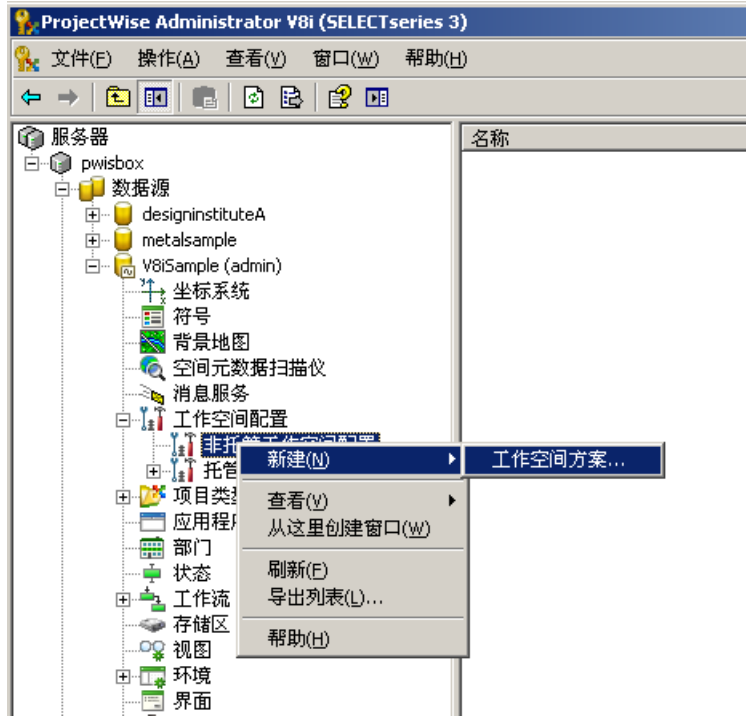 ProjectWise Administrator V8i (SELECTseries 3)
文件(F) 操作(A) 查看(V) 窗口(W) 帮助(H)
服务器
名称
pwisbox
数据源
designinstituteA
metalsample
V8iSample (admin)
坐标系统
符号
背景地图
空间元数据扫描仪
消息服务
工作空间配置
新建(N)
工作空间方案...
托管
项目类
查看(V)
应用程
从这里创建窗口(W)
部门
状态
刷新(F)
工作流
导出列表(L)...
存储区
帮助(H)
视图
环境
界面